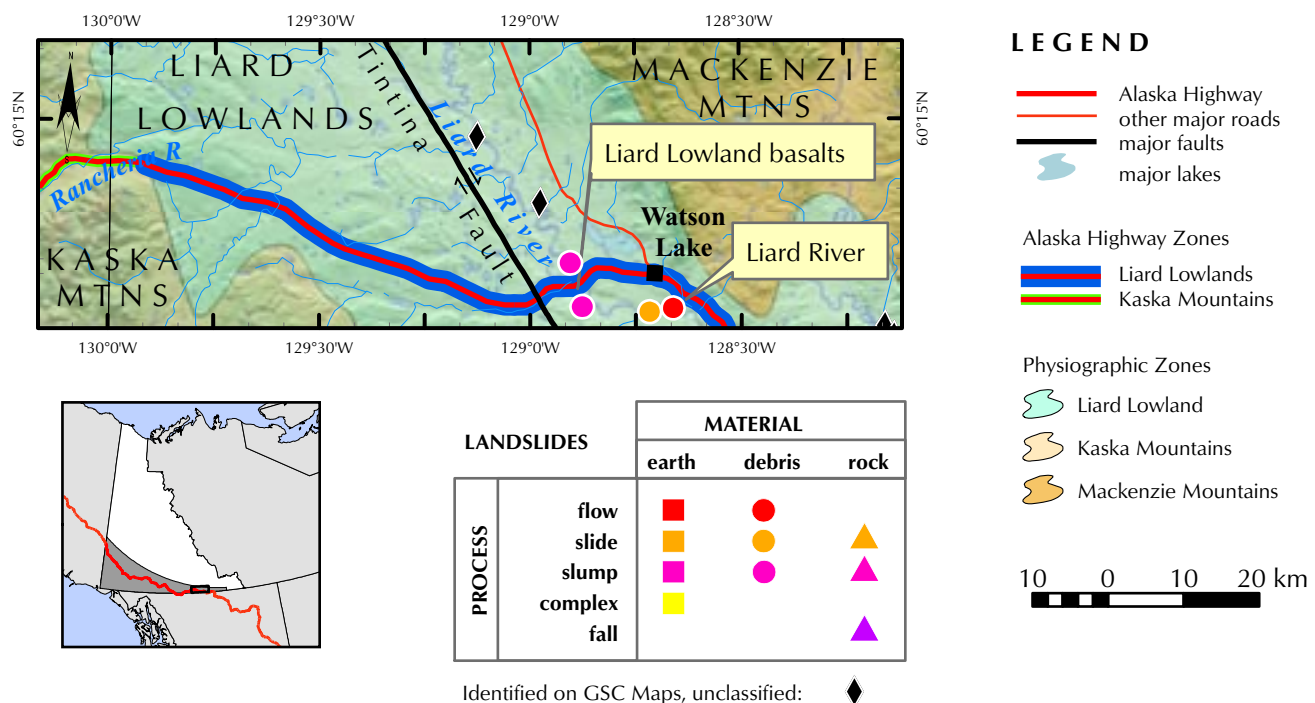 130°0'W 129°30'W 129°0'W 128°30'W
60°15'N
60°15'N
N
LIARD
LOWLANDS
Tintina
Fault
Liard River
MACKENZIE
MTNS
Liard Lowland basalts
Rancheria R
Watson
Lake
Liard River
KASKA
MTNS
130°0'W 129°30'W 129°0'W 128°30'W
LEGEND
Alaska Highway
other major roads
major faults
major lakes
Alaska Highway Zones
Liard Lowlands
Kaska Mountains
Physiographic Zones
Liard Lowland
Kaska Mountains
Mackenzie Mountains
10 0 10 20 km
LANDSLIDES
MATERIAL
earth debris rock
PROCESS
flow
slide
slump
complex
fall
Identified on GSC Maps, unclassified: